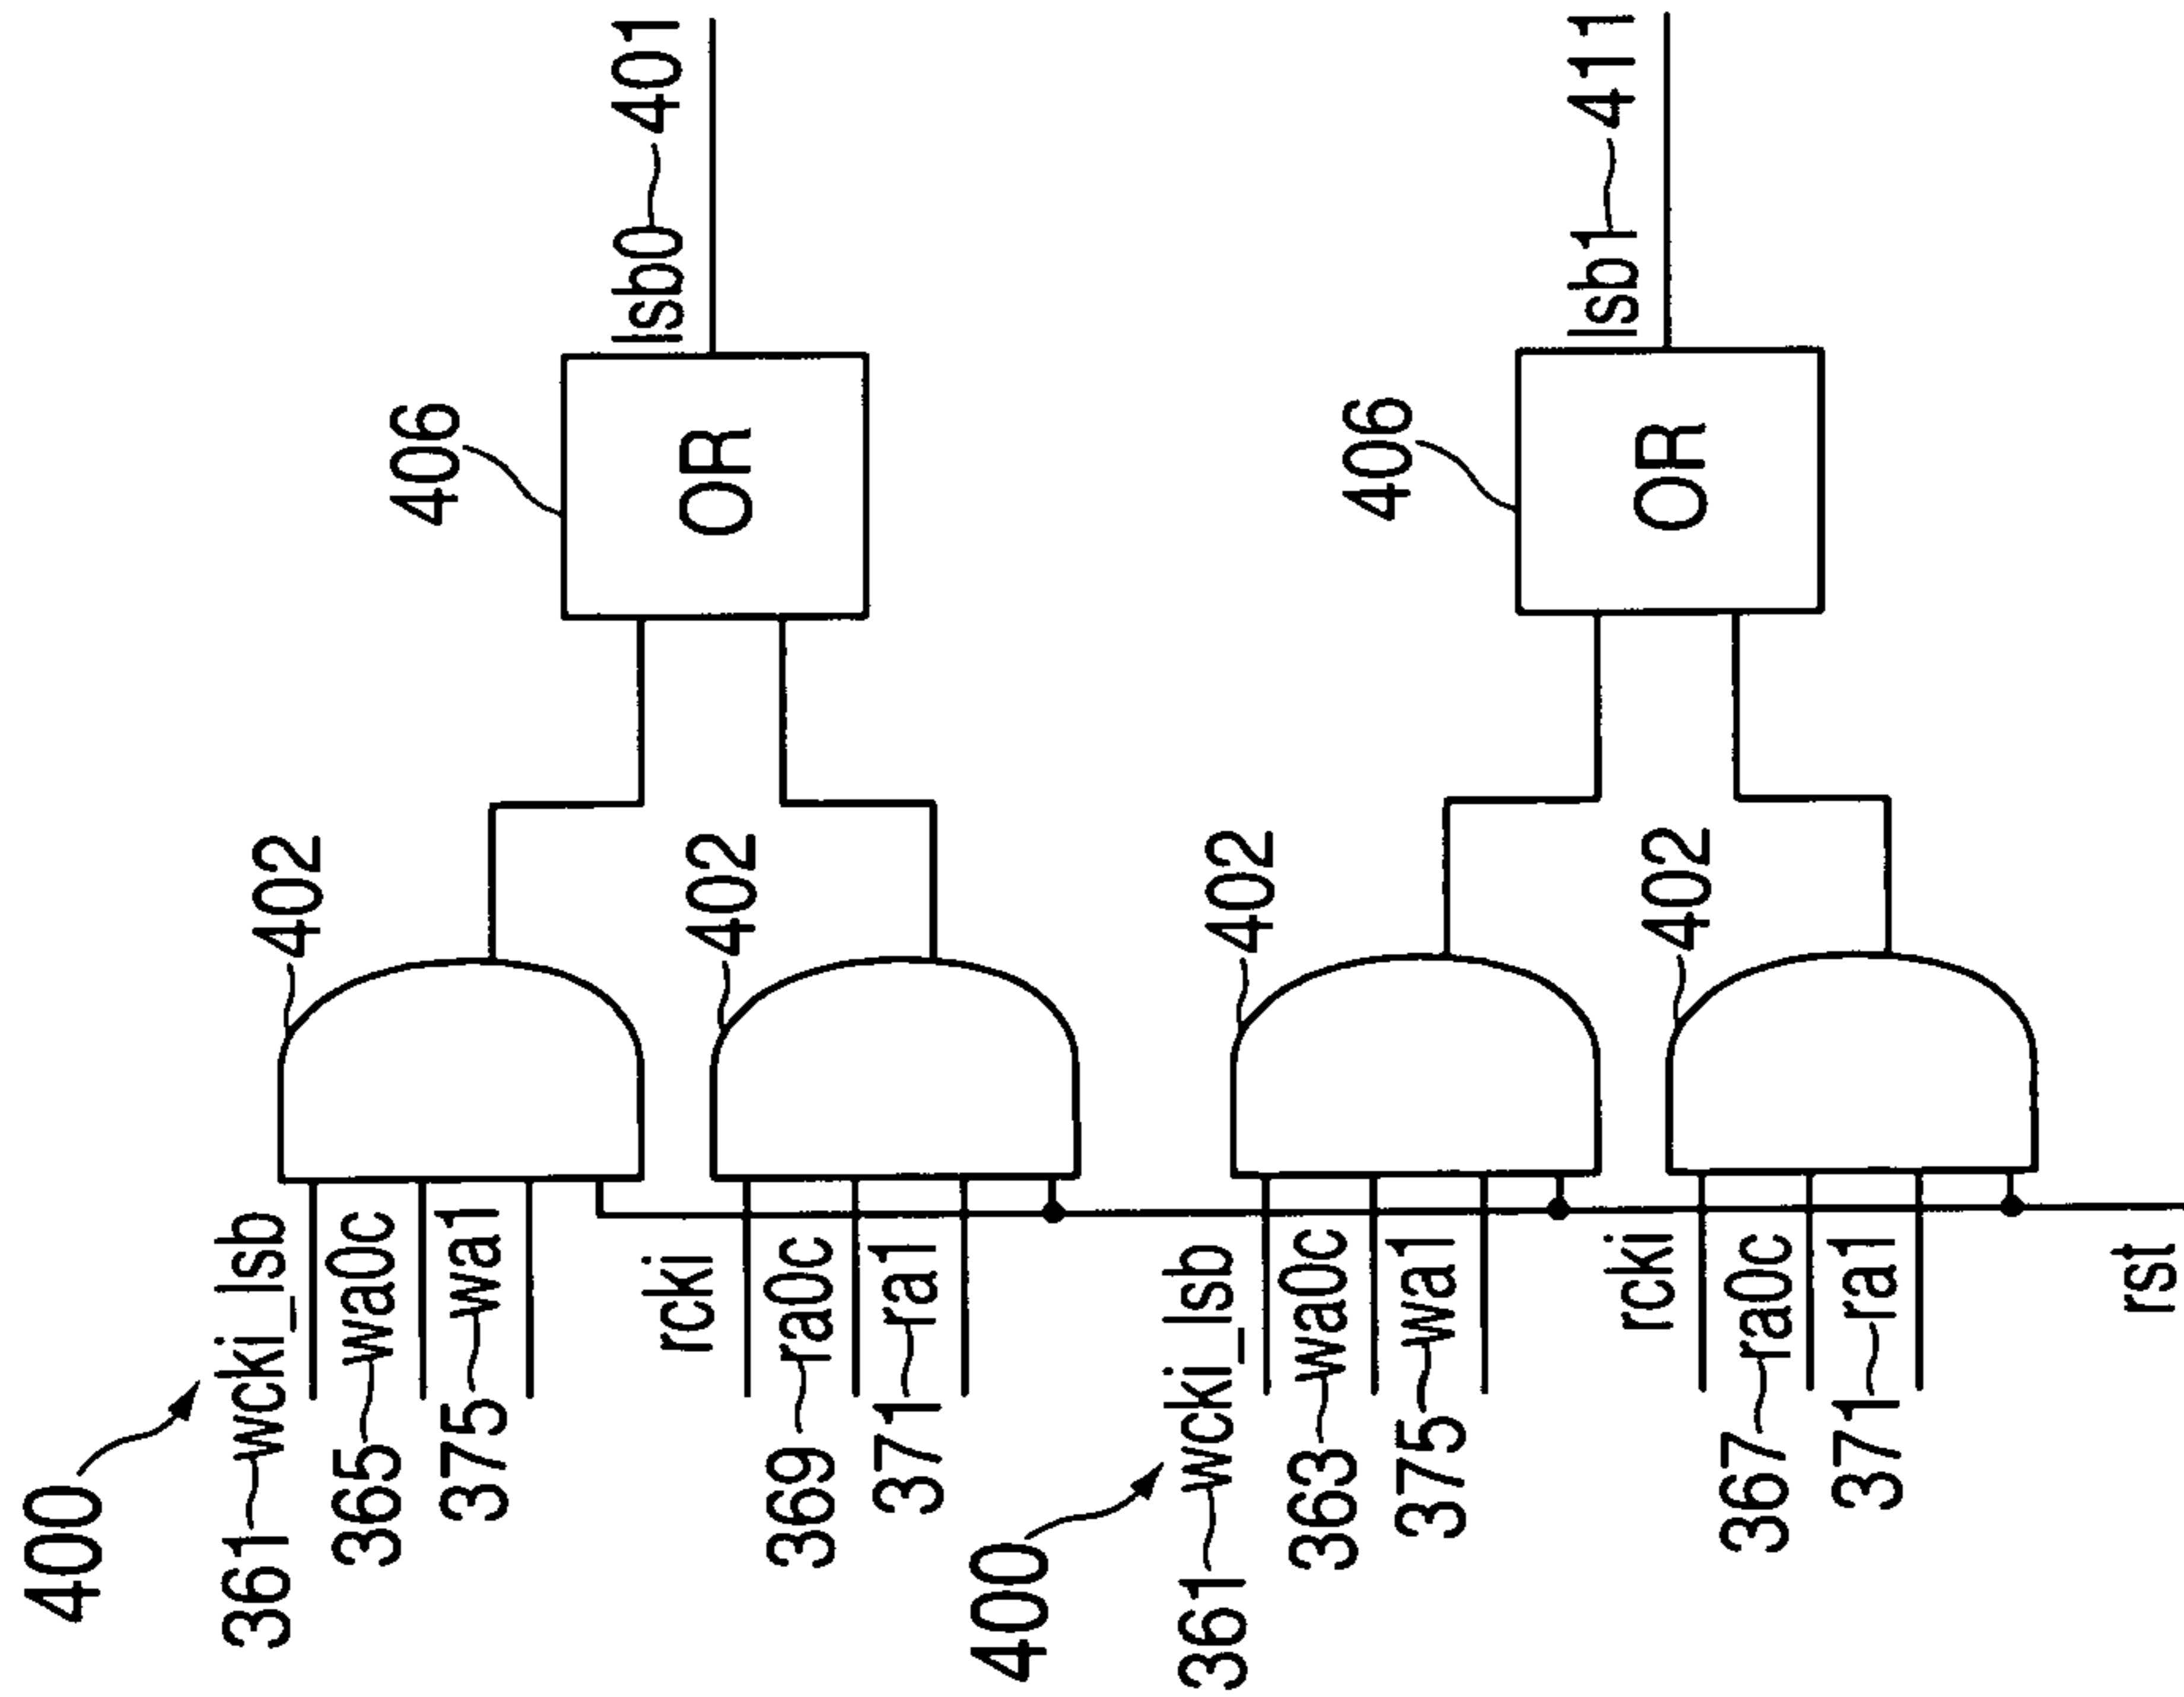 400
361 wcki_lsb
365 wa0c
375 wa1
402
rcki
369 ra0c
371 ra1
402
406
OR
lsb0 401
400
361 wcki_lsb
363 wa0c
375 wa1
402
rcki
367 ra0c
371 ra1
402
406
OR
lsb1 411
rst